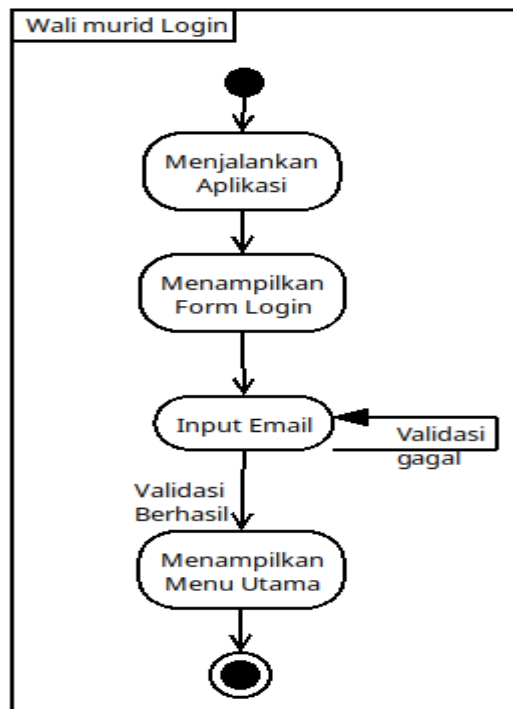 Wali murid Login
Menjalankan
Aplikasi
Menampilkan
Form Login
Input Email
Validasi
gagal
Validasi
Berhasil
Menampilkan
Menu Utama